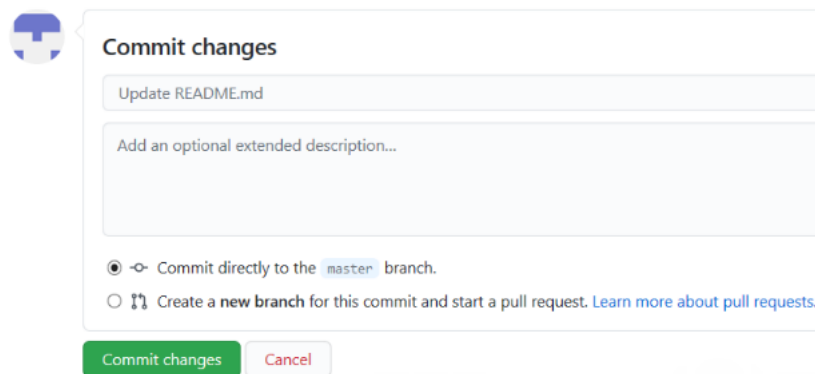 Commit changes
Update README.md
Add an optional extended description...
Commit directly to the master branch.
Create a new branch for this commit and start a pull request. Learn more about pull requests.
Commit changes
Cancel